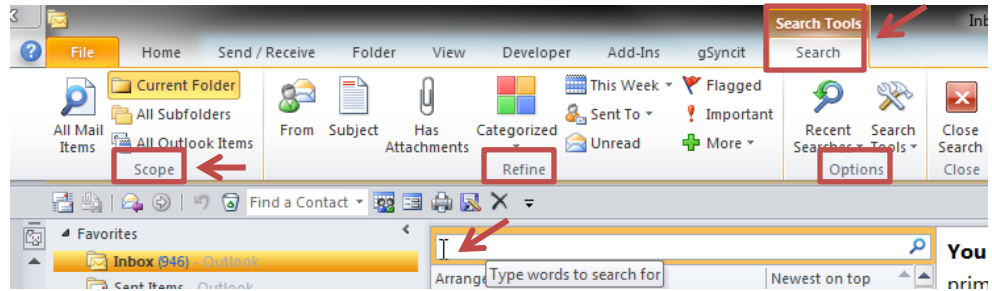 Search Tools
File Home Send / Receive Folder View Developer Add-Ins gSyncit Search
Current Folder This Week Flagged
All Subfolders Sent To Important
All Mail Items All Outlook Items From Subject Has Attachments Categorized Unread More Recent Searches Search Tools Close Search
Scope Refine Options Close
Find a Contact
Favorites
Inbox (946) - Outlook You
Type words to search for
Arrange Newest on top
Sent Items Outlook